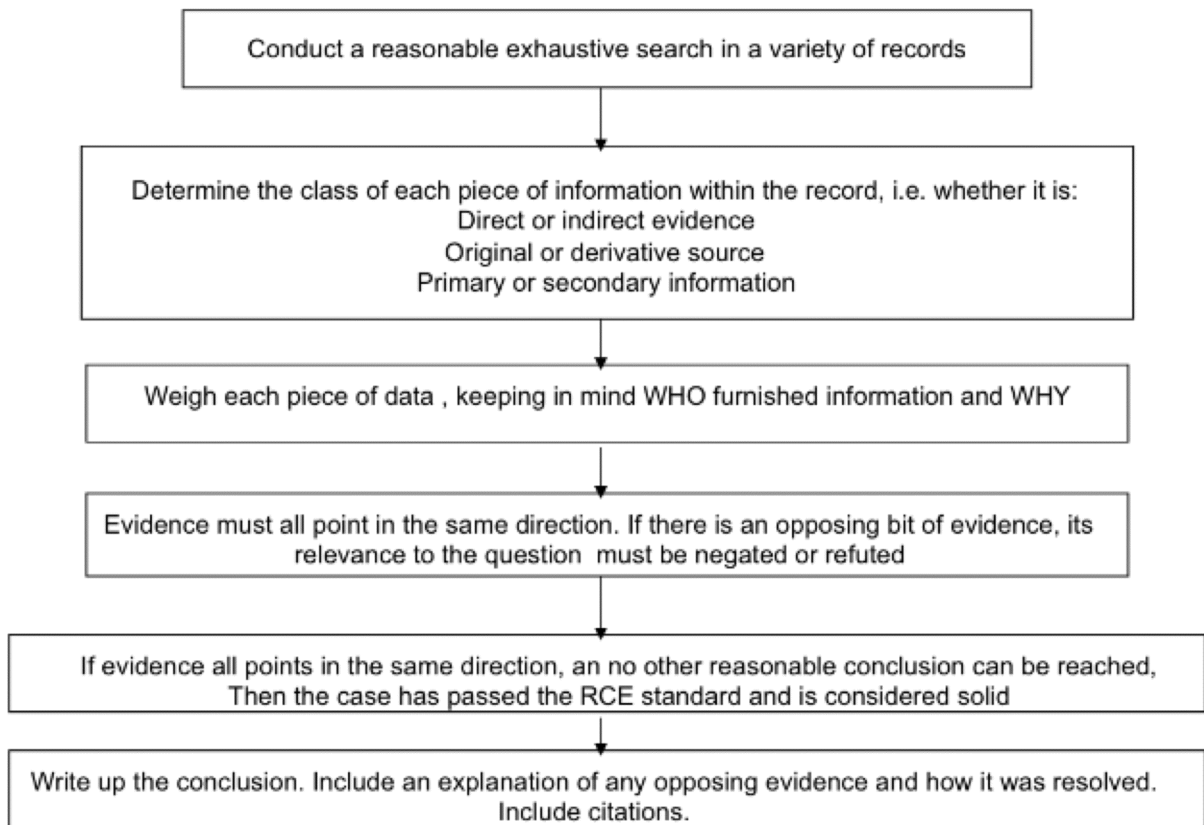 Conduct a reasonable exhaustive search in a variety of records
Determine the class of each piece of information within the record, i.e. whether it is:
Direct or indirect evidence
Original or derivative source
Primary or secondary information
Weigh each piece of data , keeping in mind WHO furnished information and WHY
Evidence must all point in the same direction. If there is an opposing bit of evidence, its
relevance to the question  must be negated or refuted
If evidence all points in the same direction, an no other reasonable conclusion can be reached,
Then the case has passed the RCE standard and is considered solid
Write up the conclusion. Include an explanation of any opposing evidence and how it was resolved.
Include citations.